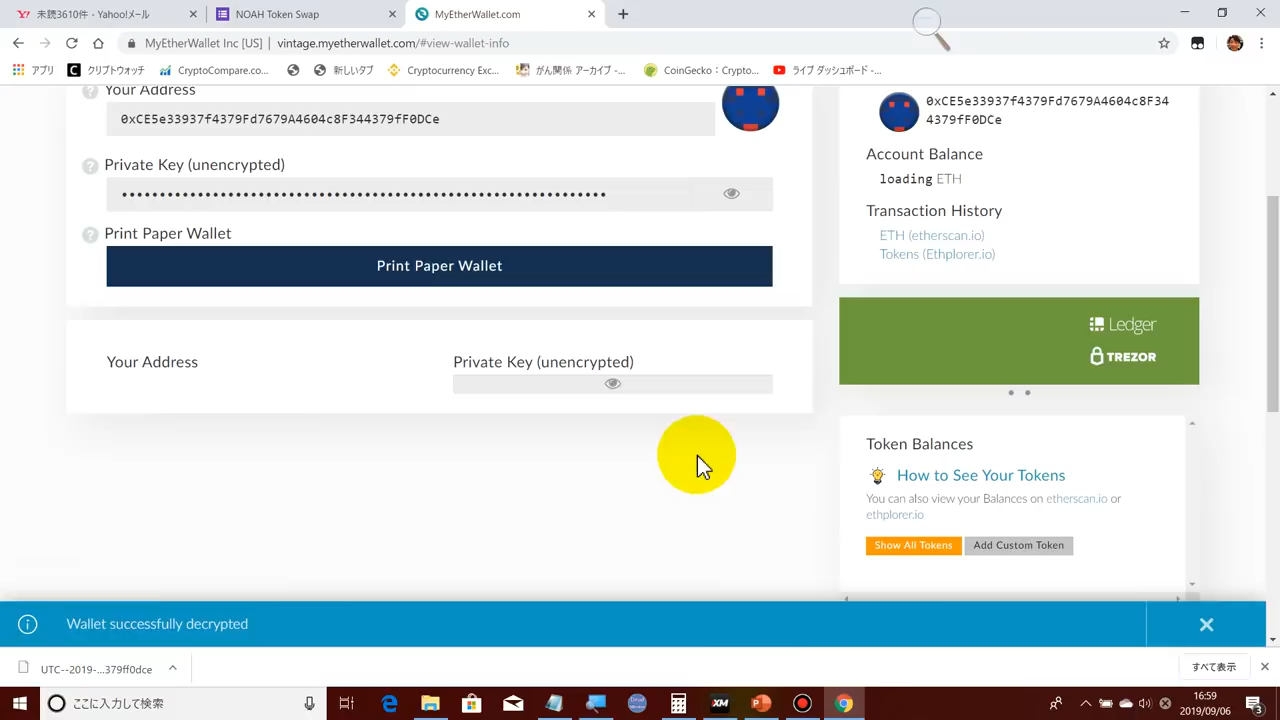 未読3610件 - Yahoo!メール
NOAH Token Swap
MyEtherWallet.com
MyEtherWallet Inc [US] | vintage.myetherwallet.com/#view-wallet-info
アプリ
クリプトウォッチ
CryptoCompare.co...
新しいタブ
Cryptocurrency Exc...
がん関係 アーカイブ -...
CoinGecko：Crypto...
ライブ ダッシュボード -...
Your Address
0xCE5e33937f4379Fd7679A4604c8F344379fF0DCe
Private Key (unencrypted)
Print Paper Wallet
Print Paper Wallet
Your Address
Private Key (unencrypted)
0xCE5e33937f4379Fd7679A4604c8F34
4379fF0DCe
Account Balance
loading ETH
Transaction History
ETH (etherscan.io)
Tokens (Ethplorer.io)
Ledger
TREZOR
Token Balances
How to See Your Tokens
You can also view your Balances on etherscan.io or
ethplorer.io
Show All Tokens
Add Custom Token
Wallet successfully decrypted
UTC--2019-...379ff0dce
すべて表示
ここに入力して検索
XM
16:59
2019/09/06
3